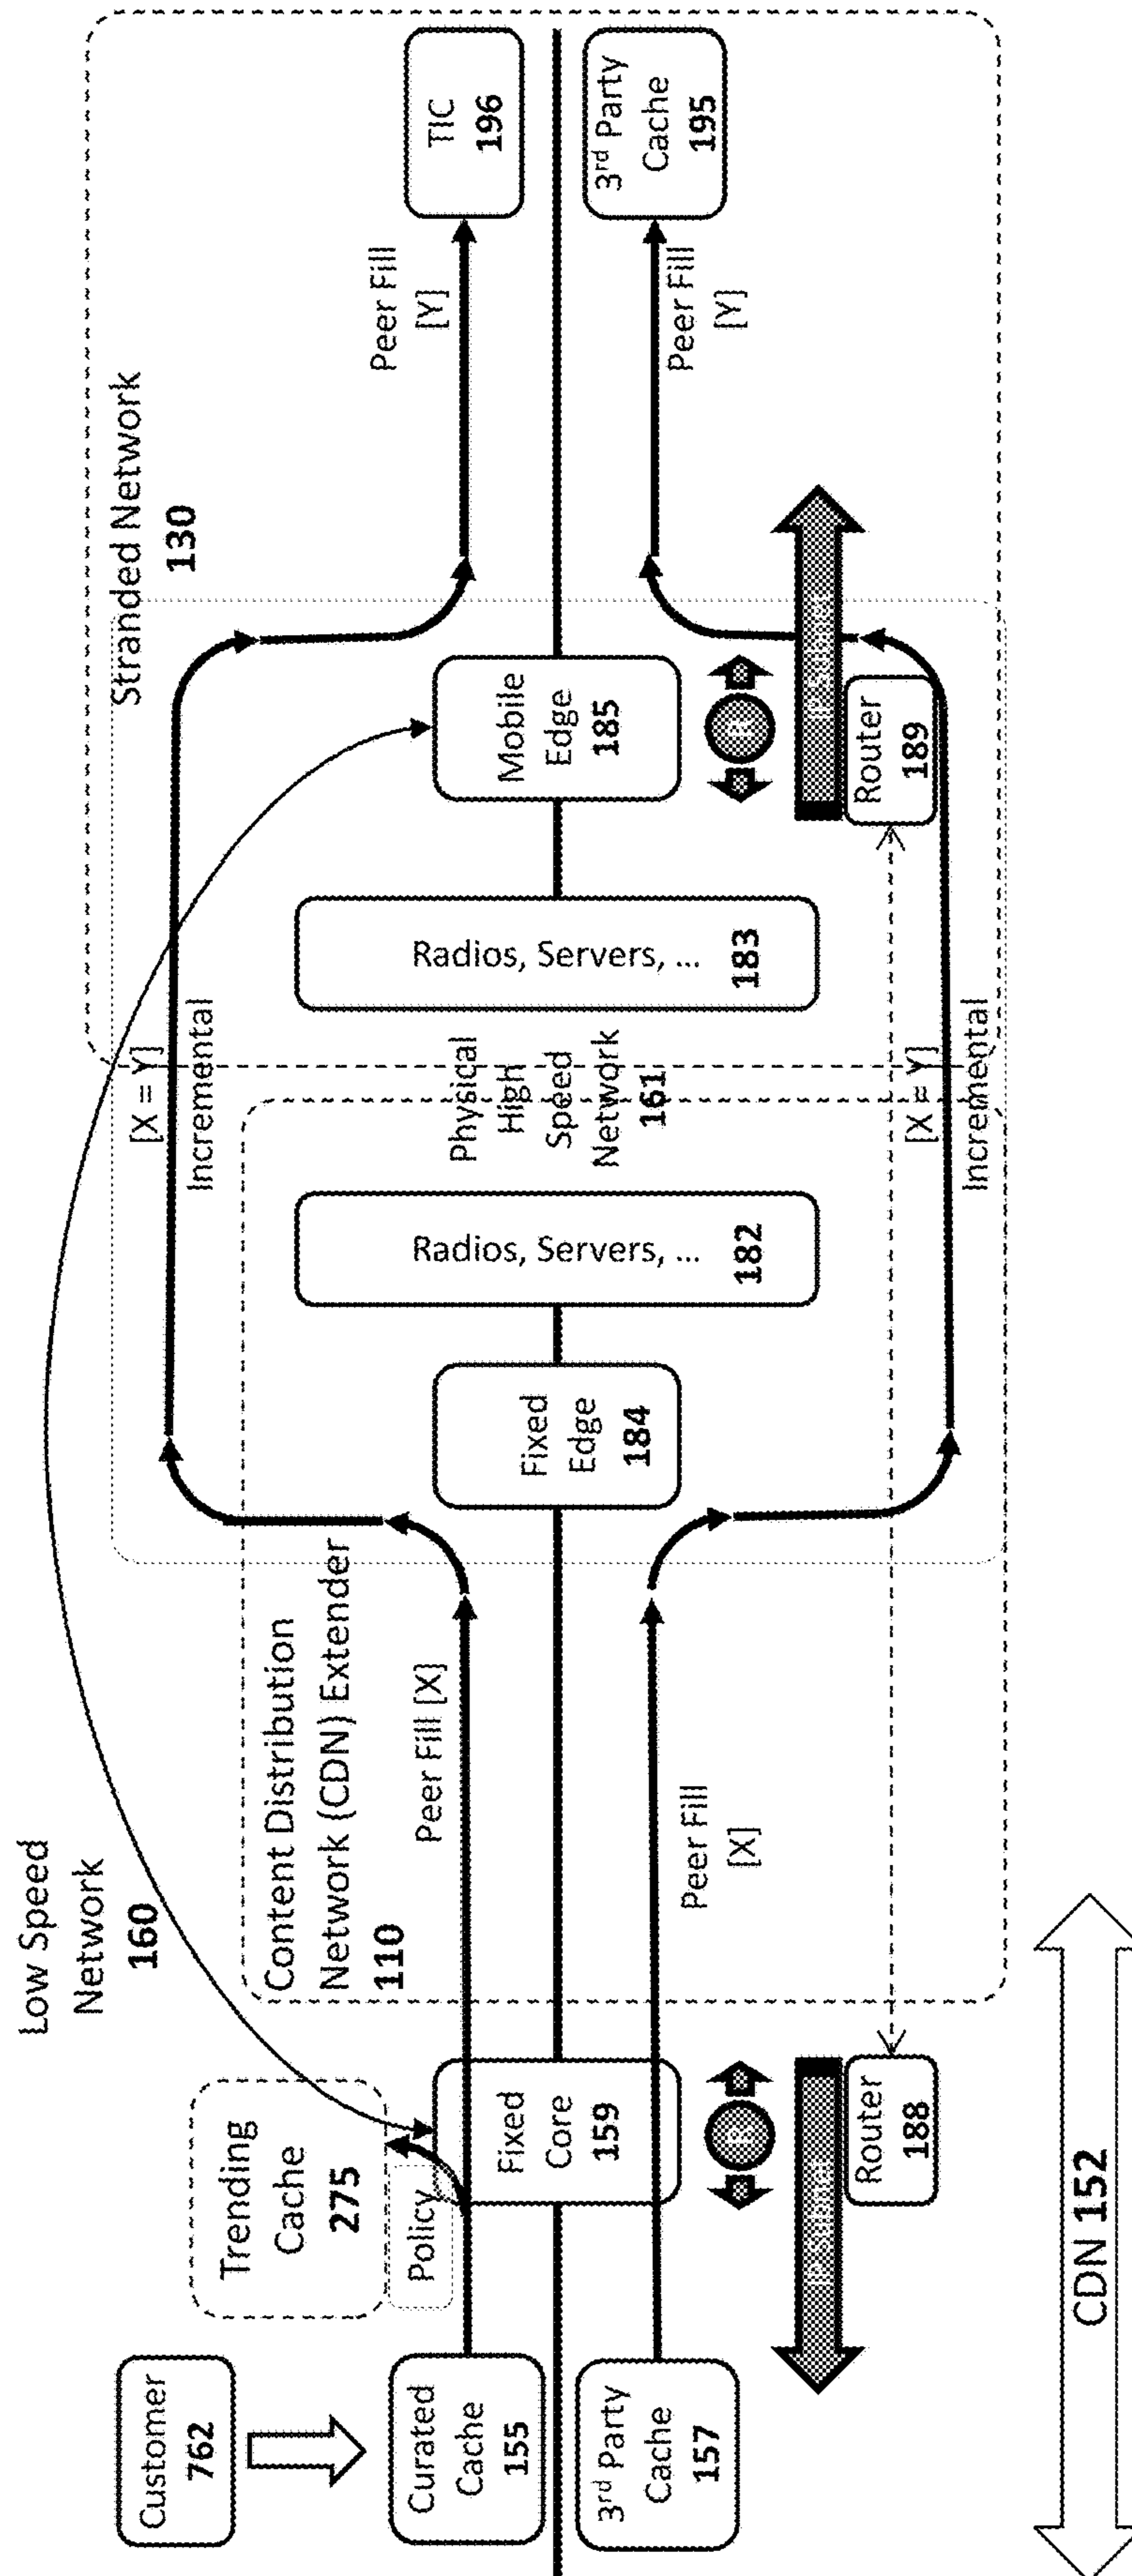 Low Speed
Network
160
Customer
762
Trending
Cache
275
Policy
Curated
Cache
155
3rd Party
Cache
157
Fixed
Core
159
Router
188
CDN 152
Content Distribution
Network (CDN) Extender
110
Peer Fill [X]
Peer Fill
[X]
Fixed
Edge
184
Radios, Servers, ...
182
[X = Y]
Incremental
Physical
High
Speed
Network
161
[X = Y]
Incremental
Radios, Servers, ...
183
Stranded Network
130
Mobile
Edge
185
Router
189
Peer Fill
[Y]
Peer Fill
[Y]
TIC
196
3rd Party
Cache
195